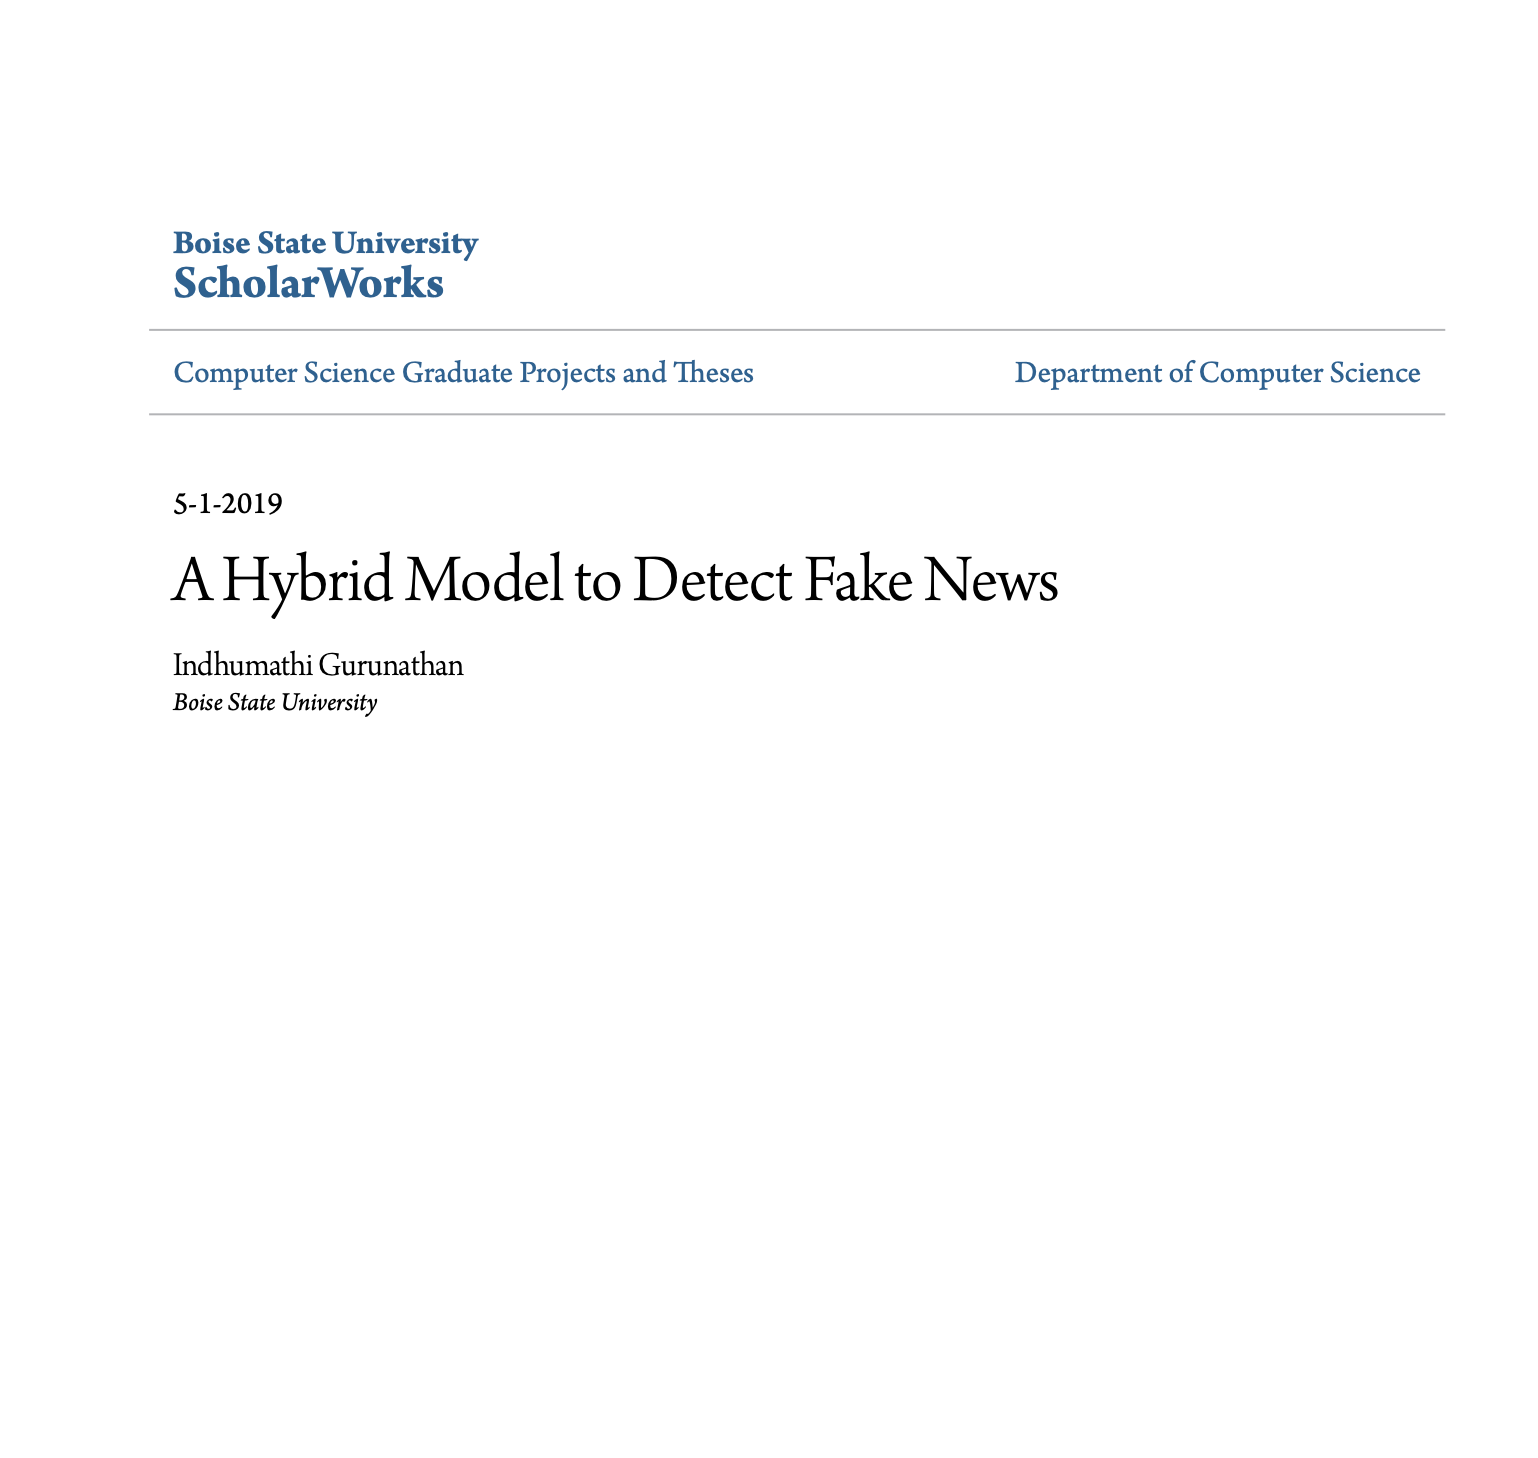 Boise State University
ScholarWorks
Computer Science Graduate Projects and Theses
Department of Computer Science
5-1-2019
A Hybrid Model to Detect Fake News
Indhumathi Gurunathan
Boise State University